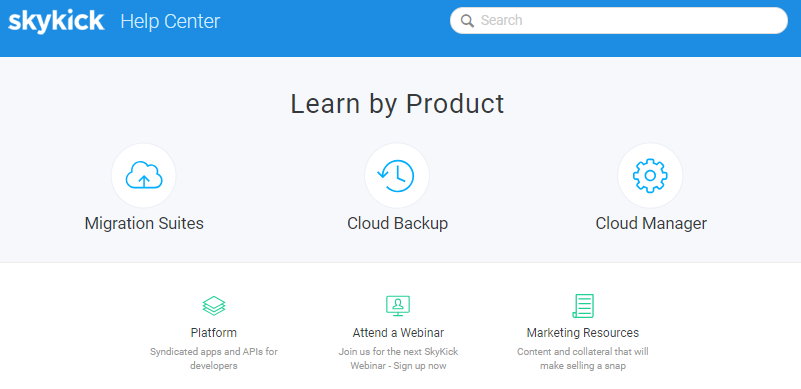 skykick Help Center
Search
Learn by Product
Migration Suites
Cloud Backup
Cloud Manager
Platform
Syndicated apps and APIs for
developers
Attend a Webinar
Join us for the next SkyKick
Webinar - Sign up now
Marketing Resources
Content and collateral that will
make selling a snap